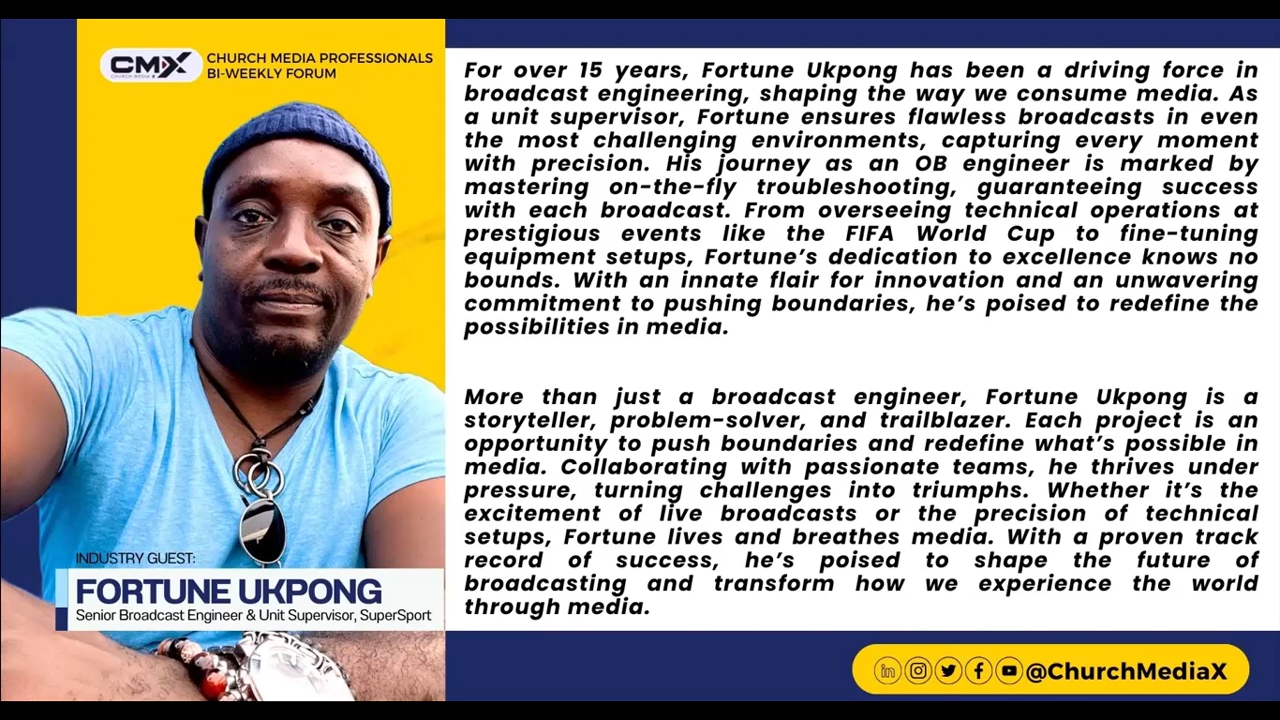 CMX
CHURCH MEDIA X
CHURCH MEDIA PROFESSIONALS
BI-WEEKLY FORUM
For over 15 years, Fortune Ukpong has been a driving force in
broadcast engineering, shaping the way we consume media. As
a unit supervisor, Fortune ensures flawless broadcasts in even
the most challenging environments, capturing every moment
with precision. His journey as an OB engineer is marked by
mastering on-the-fly troubleshooting, guaranteeing success
with each broadcast. From overseeing technical operations at
prestigious events like the FIFA World Cup to fine-tuning
equipment setups, Fortune's dedication to excellence knows no
bounds. With an innate flair for innovation and an unwavering
commitment to pushing boundaries, he's poised to redefine the
possibilities in media.
More than just a broadcast engineer, Fortune Ukpong is a
storyteller, problem-solver, and trailblazer. Each project is an
opportunity to push boundaries and redefine what's possible in
media. Collaborating with passionate teams, he thrives under
pressure, turning challenges into triumphs. Whether it's the
excitement of live broadcasts or the precision of technical
setups, Fortune lives and breathes media. With a proven track
record of success, he's poised to shape the future of
broadcasting and transform how we experience the world
through media.
INDUSTRY GUEST:
FORTUNE UKPONG
Senior Broadcast Engineer & Unit Supervisor, SuperSport
@ChurchMediaX